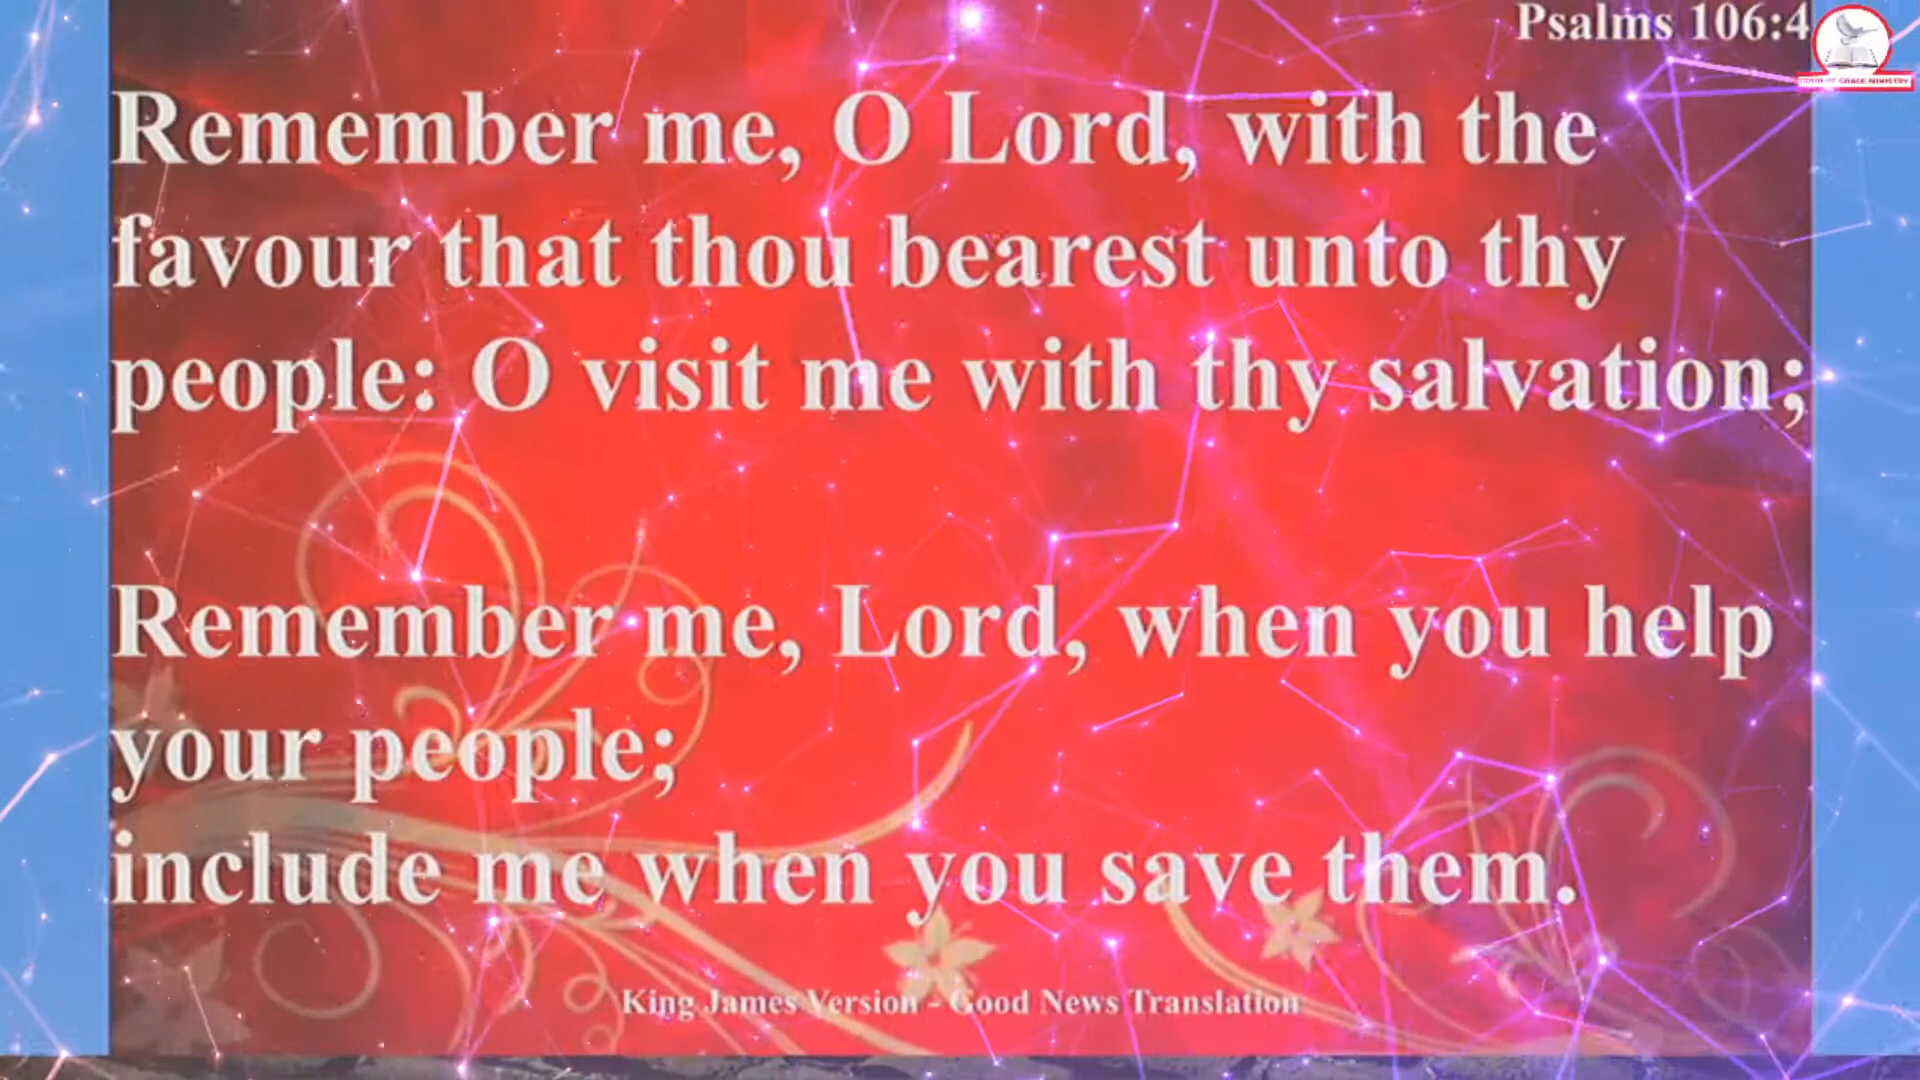 Psalms 106:4
Remember me, O Lord, with the
favour that thou bearest unto thy
people: O visit me with thy salvation;
Remember me, Lord, when you help
your people;
include me when you save them.
King James Version - Good News Translation
GRACE MINISTRY